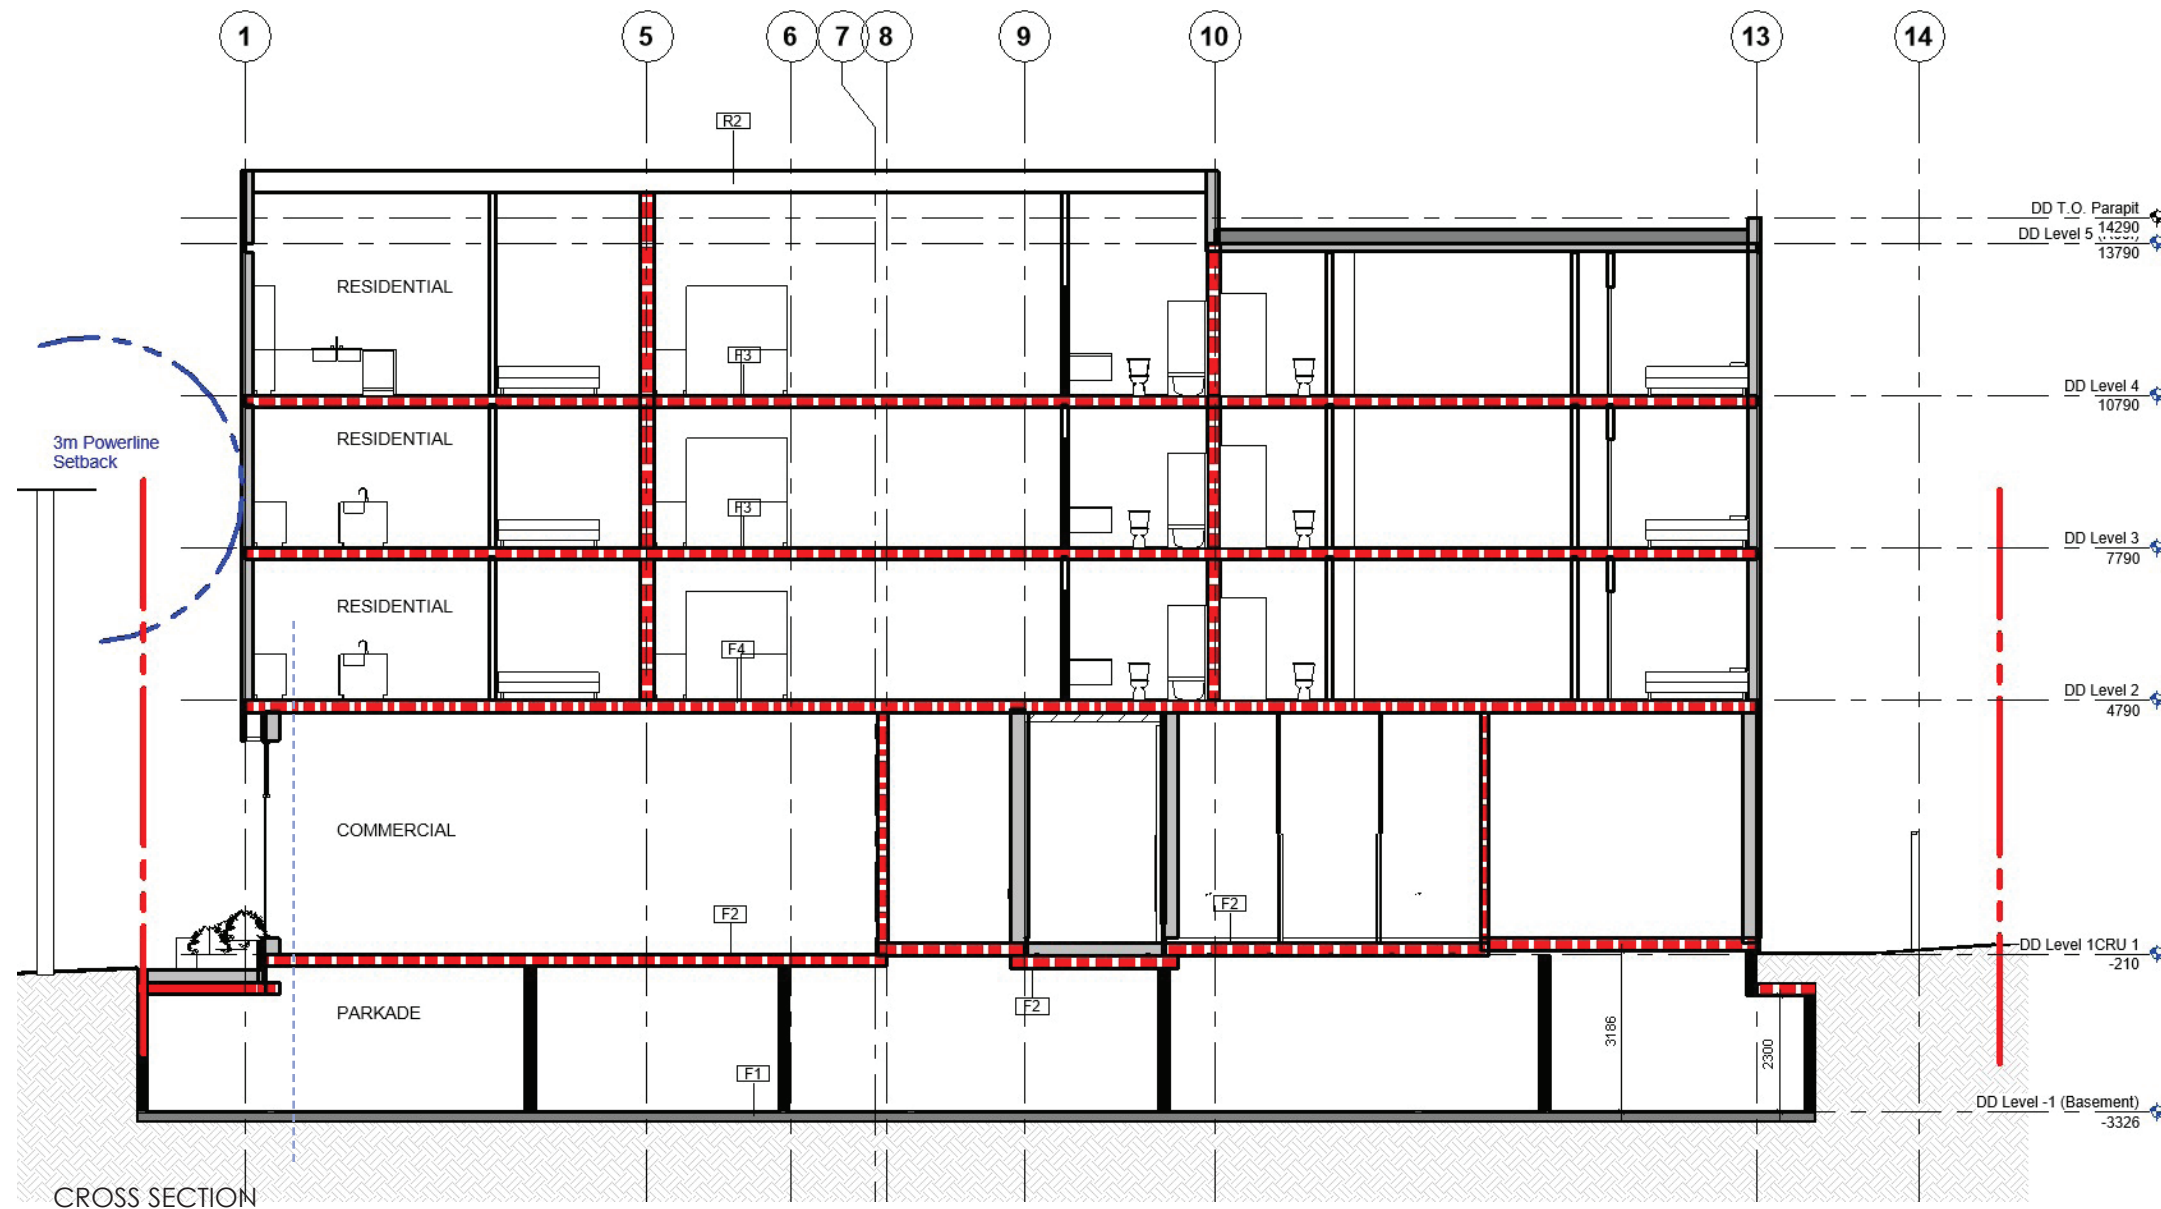 1 5 6 7 8 9 10 13 14
R2
DD T.O. Parapit
14290
DD Level 5
13790
RESIDENTIAL
F3
DD Level 4
10790
3m Powerline
Setback
RESIDENTIAL
F3
DD Level 3
7790
RESIDENTIAL
F4
DD Level 2
4790
COMMERCIAL
F2
F2
DD Level 1CRU 1
-210
PARKADE
F2
3186
2300
F1
DD Level -1 (Basement)
-3326
CROSS SECTION